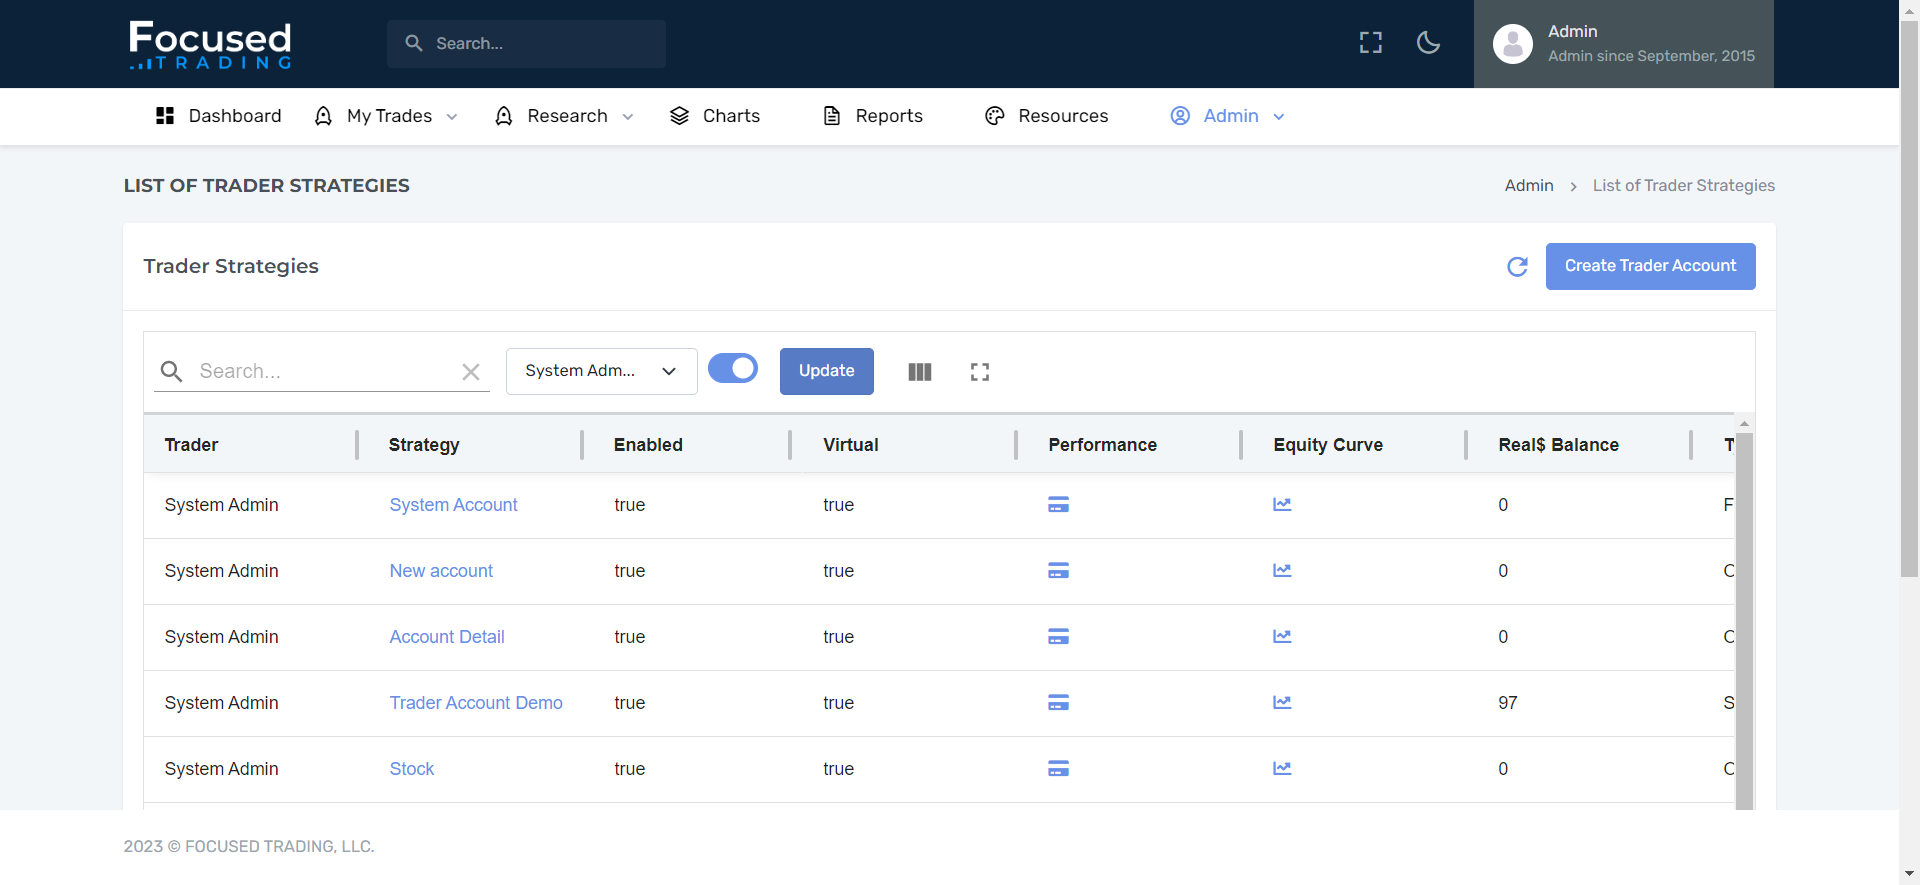 Focused
TRADING
Search...
Admin
Admin since September, 2015
Dashboard
My Trades
Research
Charts
Reports
Resources
Admin
LIST OF TRADER STRATEGIES
Admin > List of Trader Strategies
Trader Strategies
Create Trader Account
Search...
System Adm...
Update
Trader Strategy Enabled Virtual Performance Equity Curve Real$ Balance T
System Admin System Account true true 0 F
System Admin New account true true 0 C
System Admin Account Detail true true 0 C
System Admin Trader Account Demo true true 97 S
System Admin Stock true true 0 C
2023 © FOCUSED TRADING, LLC.